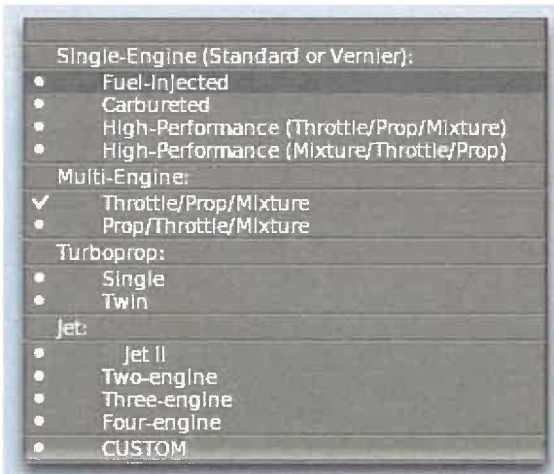 Single-Engine (Standard or Vernier):
Fuel-Injected
Carbureted
High-Performance (Throttle/Prop/Mixture)
High-Performance (Mixture/Throttle/Prop)
Multi-Engine:
Throttle/Prop/Mixture
Prop/Throttle/Mixture
Turboprop:
Single
Twin
Jet:
Jet II
Two-engine
Three-engine
Four-engine
CUSTOM